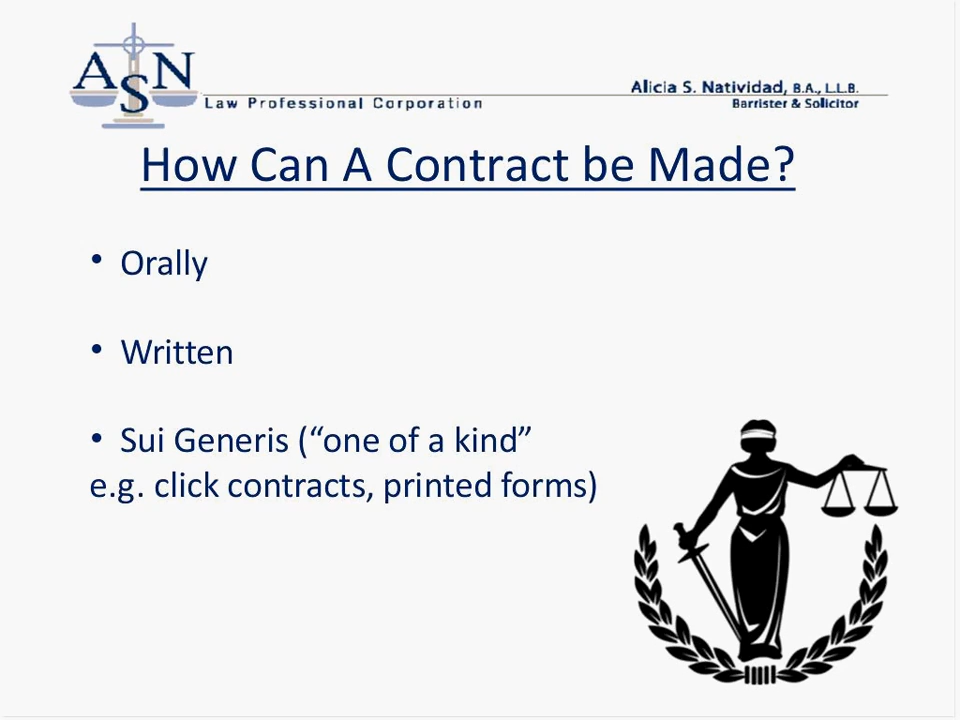 ASN
Law Professional Corporation
Alicia S. Natividad, B.A., L.L.B.
Barrister & Solicitor
How Can A Contract be Made?
• Orally
• Written
• Sui Generis (“one of a kind”
e.g. click contracts, printed forms)